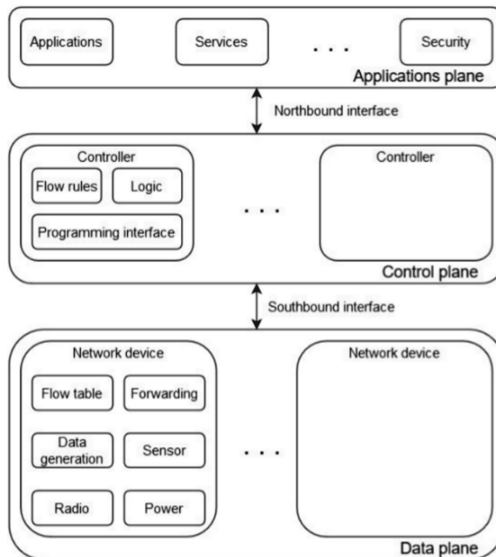 Applications
Services
. . .
Security
Applications plane
Northbound interface
Controller
Flow rules
Logic
Programming interface
. . .
Controller
Control plane
Southbound interface
Network device
Flow table
Forwarding
Data
generation
Sensor
Radio
Power
. . .
Network device
Data plane